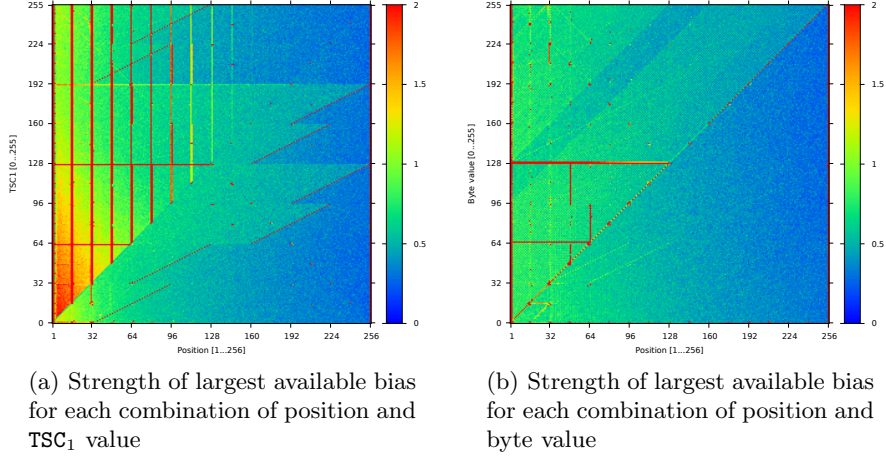 255
224
192
160
128
96
64
32
0
TSC1 [0...255]
1 32 64 96 128 160 192 224 256
Position [1...256]
2
1.5
1
0.5
0
(a) Strength of largest available bias
for each combination of position and
TSC₁ value
255
224
192
160
128
96
64
32
0
Byte value [0...255]
1 32 64 96 128 160 192 224 256
Position [1...256]
2
1.5
1
0.5
0
(b) Strength of largest available bias
for each combination of position and
byte value